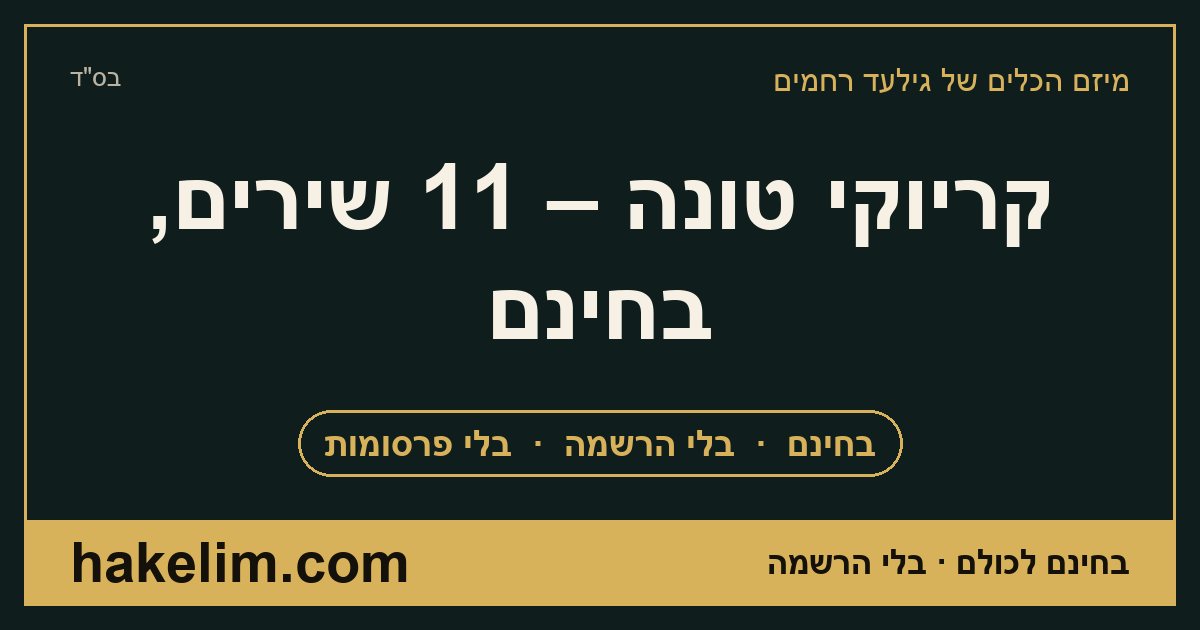 מיזם הכלים של גילעד רחמים
בס"ד
קריוקי טונה – 11 שירים,
בחינם
בחינם · בלי הרשמה · בלי פרסומות
בחינם לכולם · בלי הרשמה
hakelim.com